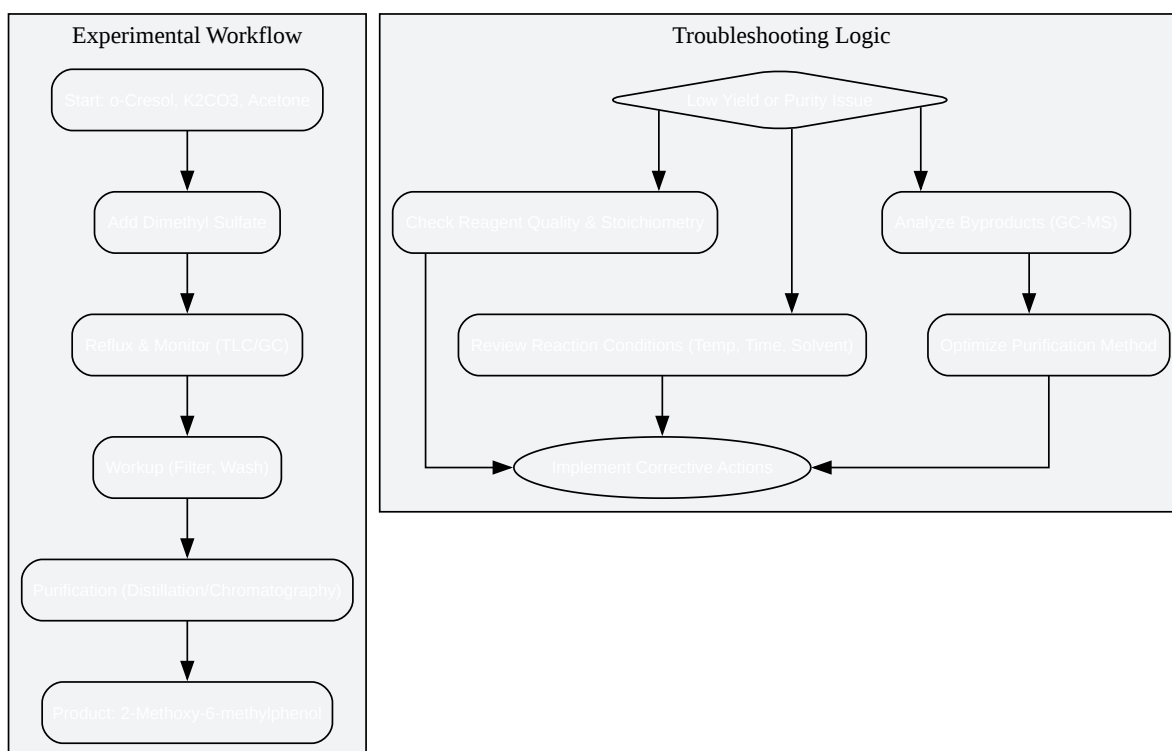 Experimental Workflow
Start: o-Cresol, K2CO3, Acetone
Add Dimethyl Sulfate
Reflux & Monitor (TLC/GC)
Workup (Filter, Wash)
Purification (Distillation/Chromatography)
Product: 2-Methoxy-6-methylphenol
Troubleshooting Logic
Low Yield or Purity Issue
Check Reagent Quality & Stoichiometry
Analyze Byproducts (GC-MS)
Review Reaction Conditions (Temp, Time, Solvent)
Optimize Purification Method
Implement Corrective Actions